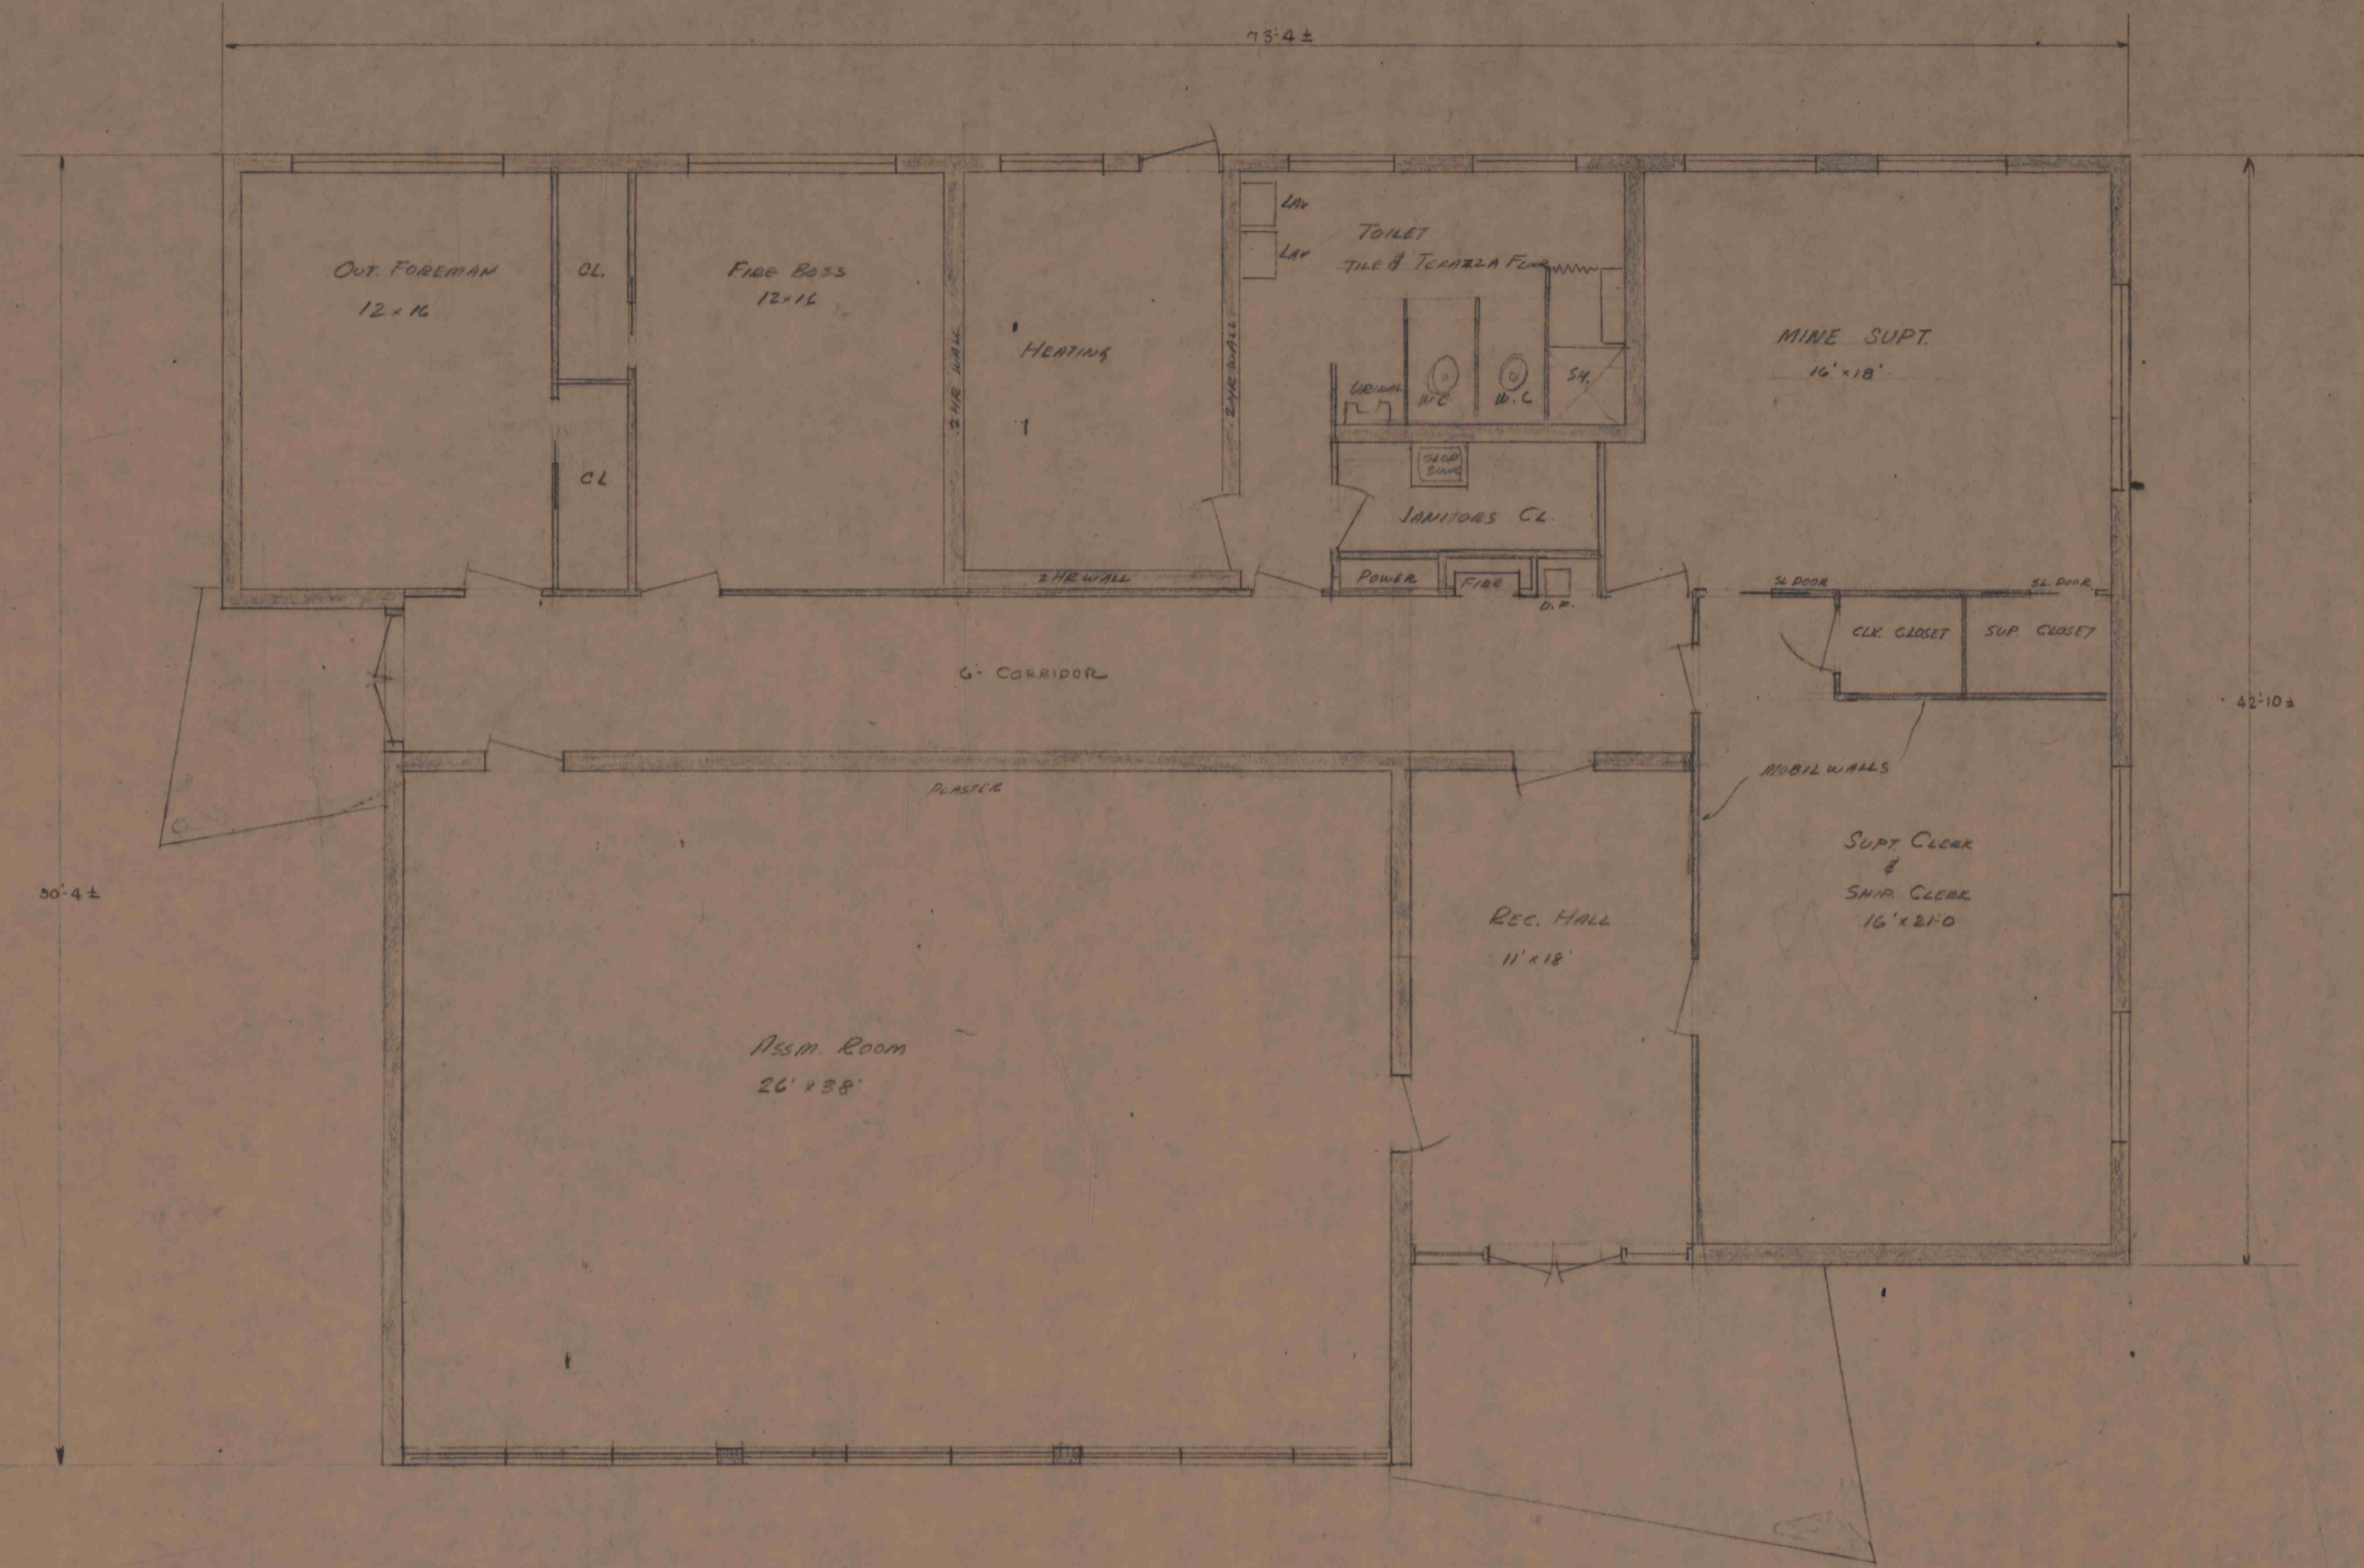 73'-4 ±
OUT. FOREMAN
12 x 16
CL.
CL
FIRE BOSS
12x16
2 HR WALL
HEATING
2 HR WALL
2 HR WALL
LAV
LAV
TOILET
TILE & TERAZZA FLOOR
URINAL
W.C
W.C
SH.
SLOP
SINK
JANITORS CL.
POWER
FIRE
D.F.
MINE SUPT.
16' x 18'
SL DOOR
SL. DOOR
CLK. CLOSET
SUP. CLOSET
6' CORRIDOR
42'-10 ±
MOBIL WALLS
PLASTER
SUPT. CLERK
&
SHIP. CLERK
16' x 21'-0
50'-4 ±
REC. HALL
11' x 18'
ASSM. ROOM
26' x 38'